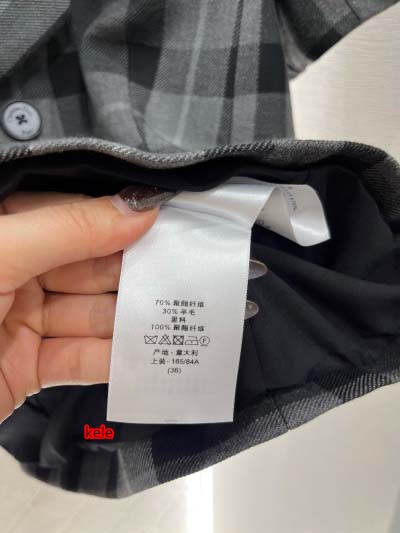 70% 聚酯纤维
30% 羊毛
里料
100% 聚酯纤维
产地 - 意大利
上装 - 165/84A
(36)
kele